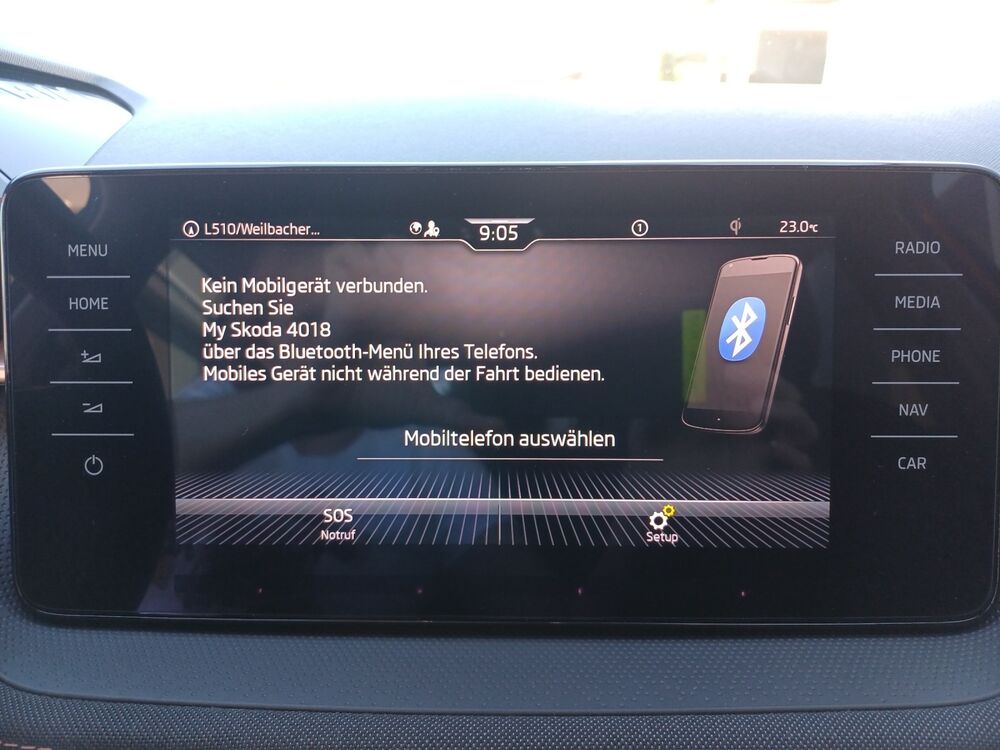 L510/Weilbacher...
9:05
1
23.0°C
MENU
HOME
RADIO
MEDIA
PHONE
NAV
CAR
Kein Mobilgerät verbunden.
Suchen Sie
My Skoda 4018
über das Bluetooth-Menü Ihres Telefons.
Mobiles Gerät nicht während der Fahrt bedienen.
Mobiltelefon auswählen
SOS
Notruf
Setup